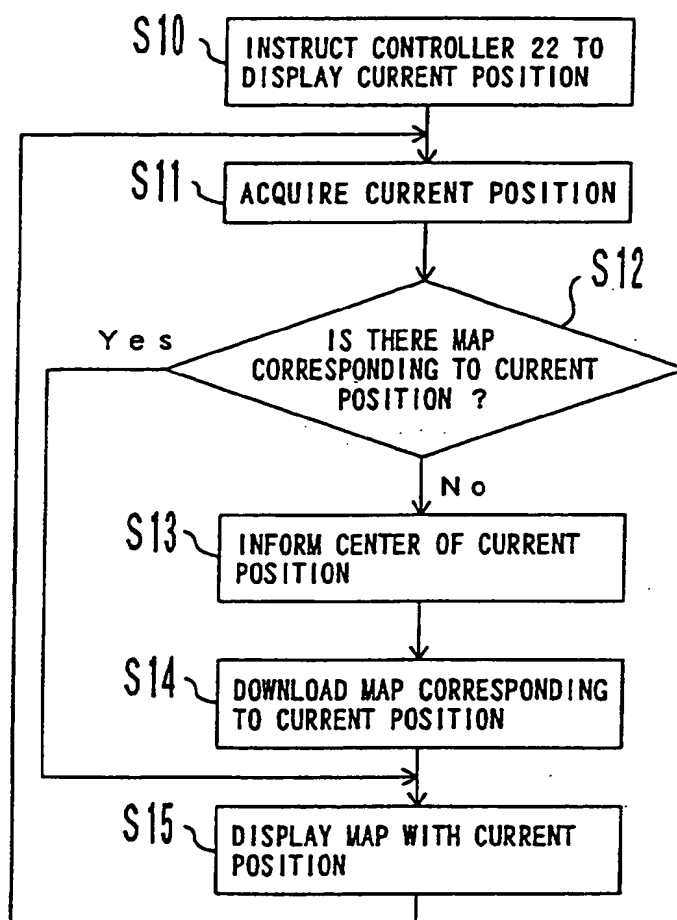 S10
INSTRUCT CONTROLLER 22 TO
DISPLAY CURRENT POSITION
S11
ACQUIRE CURRENT POSITION
S12
Yes
IS THERE MAP
CORRESPONDING TO CURRENT
POSITION ?
No
S13
INFORM CENTER OF CURRENT
POSITION
S14
DOWNLOAD MAP CORRESPONDING
TO CURRENT POSITION
S15
DISPLAY MAP WITH CURRENT
POSITION